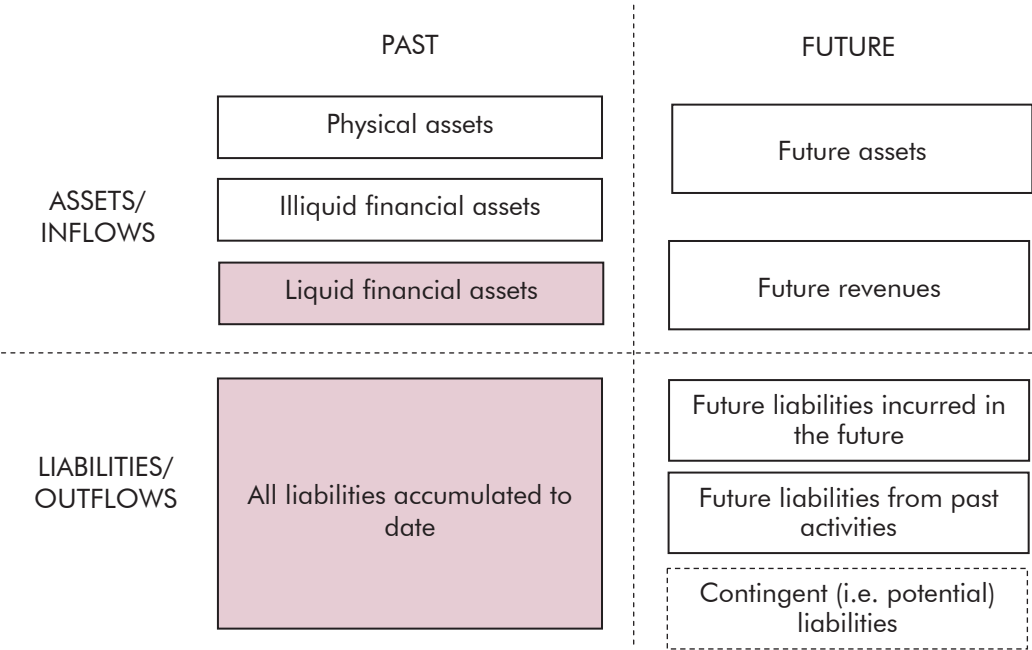 PAST
FUTURE
ASSETS/
INFLOWS
Physical assets
Illiquid financial assets
Liquid financial assets
Future assets
Future revenues
LIABILITIES/
OUTFLOWS
All liabilities accumulated to
date
Future liabilities incurred in
the future
Future liabilities from past
activities
Contingent (i.e. potential)
liabilities